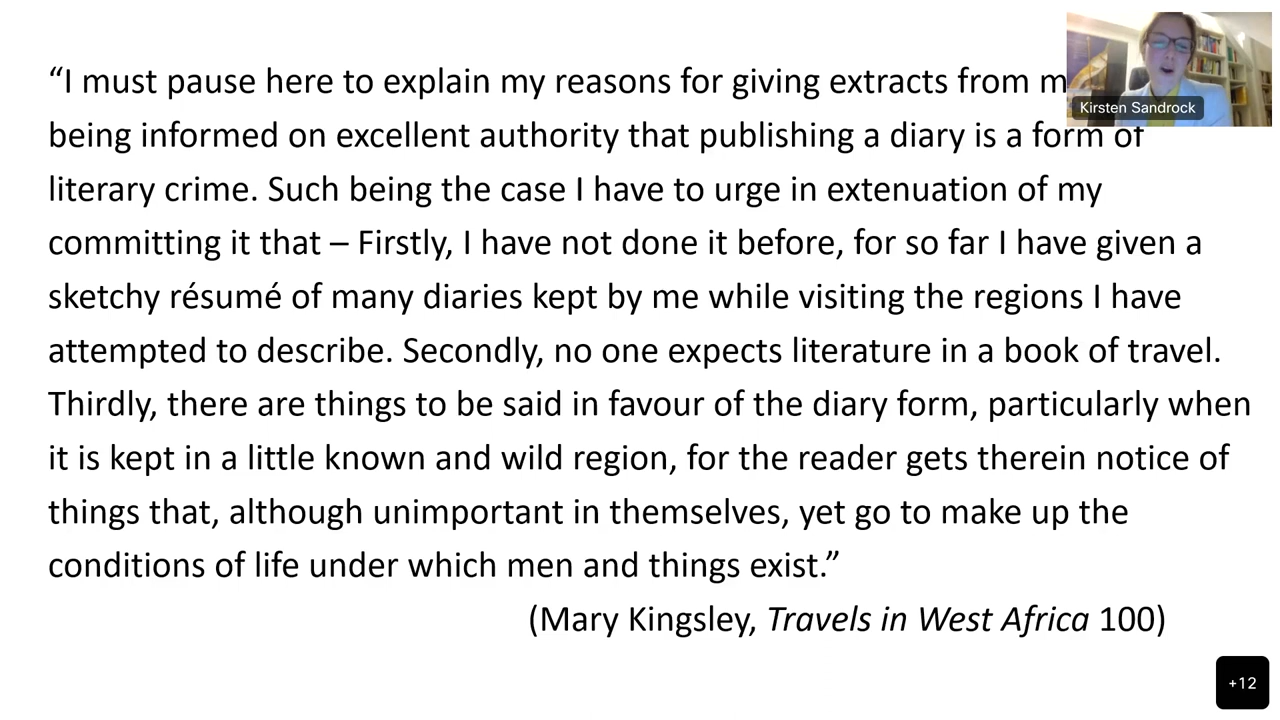 “I must pause here to explain my reasons for giving extracts from
being informed on excellent authority that publishing a diary is a form of
literary crime. Such being the case I have to urge in extenuation of my
committing it that – Firstly, I have not done it before, for so far I have given a
sketchy résumé of many diaries kept by me while visiting the regions I have
attempted to describe. Secondly, no one expects literature in a book of travel.
Thirdly, there are things to be said in favour of the diary form, particularly when
it is kept in a little known and wild region, for the reader gets therein notice of
things that, although unimportant in themselves, yet go to make up the
conditions of life under which men and things exist.”
(Mary Kingsley, Travels in West Africa 100)
Kirsten Sandrock
+12